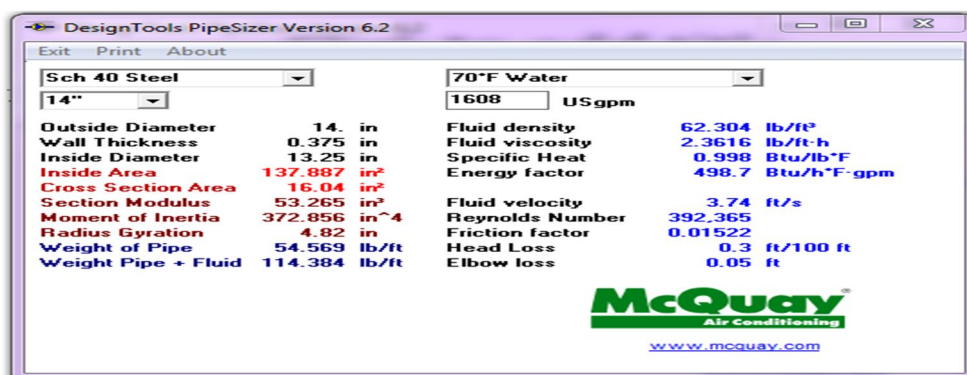 DesignTools PipeSizer Version 6.2
Exit Print About
Sch 40 Steel
14"
Outside Diameter 14. in
Wall Thickness 0.375 in
Inside Diameter 13.25 in
Inside Area 137.887 in²
Cross Section Area 16.04 in²
Section Modulus 53.265 in³
Moment of Inertia 372.856 in^4
Radius Gyration 4.82 in
Weight of Pipe 54.569 lb/ft
Weight Pipe + Fluid 114.384 lb/ft
70°F Water
1608 USgpm
Fluid density 62.304 lb/ft³
Fluid viscosity 2.3616 lb/ft·h
Specific Heat 0.998 Btu/lb°F
Energy factor 498.7 Btu/h°F·gpm
Fluid velocity 3.74 ft/s
Reynolds Number 392,365
Friction factor 0.01522
Head Loss 0.3 ft/100 ft
Elbow loss 0.05 ft
McQuay®
Air Conditioning
www.mcquay.com